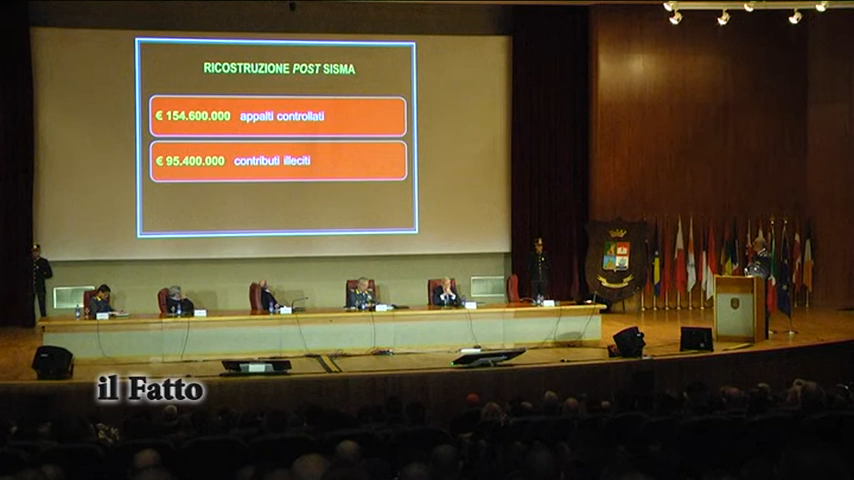 RICOSTRUZIONE POST SISMA
€ 154.600.000 appalti controllati
€ 95.400.000 contributi illeciti
il Fatto